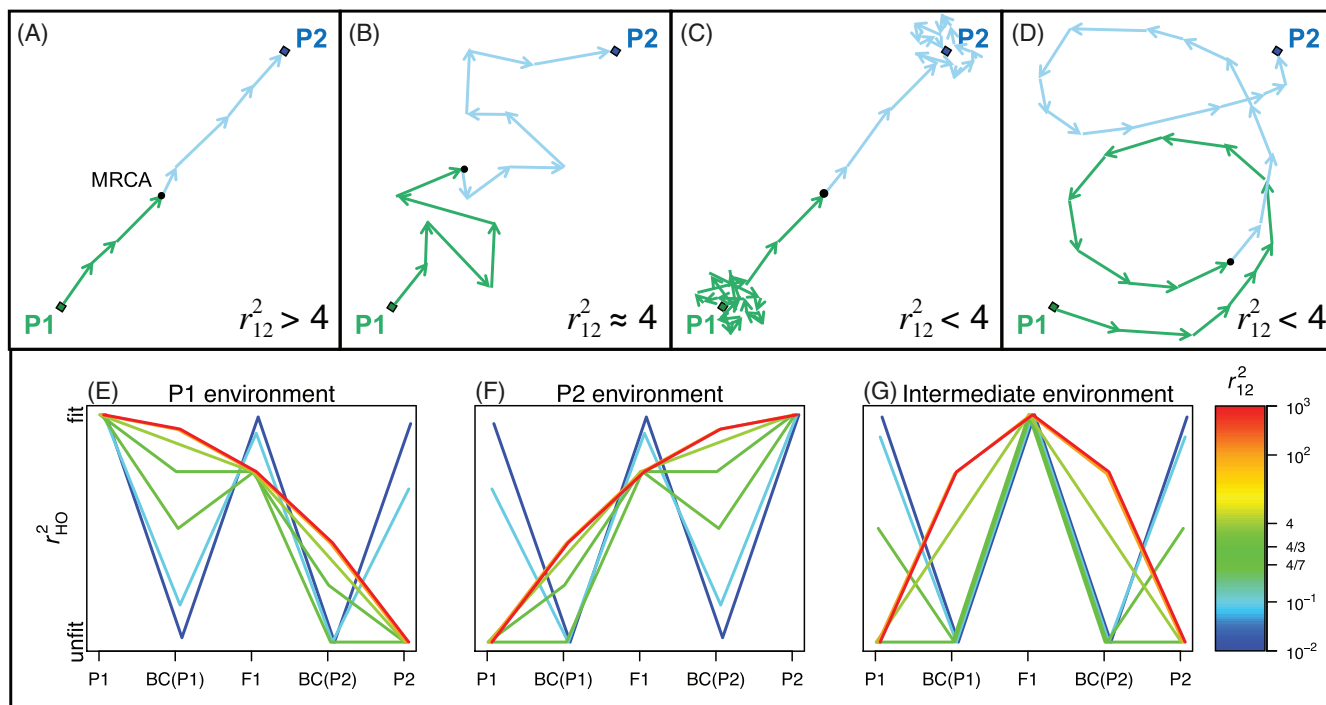 (A)
P2
MRCA
P1
r²₁₂ > 4
(B)
P2
P1
r²₁₂ ≈ 4
(C)
P2
P1
r²₁₂ < 4
(D)
P2
P1
r²₁₂ < 4
(E) P1 environment
fit
r²HO
unfit
P1 BC(P1) F1 BC(P2) P2
(F) P2 environment
P1 BC(P1) F1 BC(P2) P2
(G) Intermediate environment
P1 BC(P1) F1 BC(P2) P2
r²₁₂
10³
10²
4
4/3
4/7
10⁻¹
10⁻²